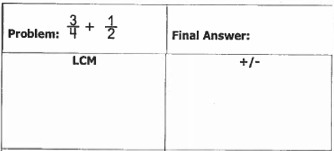 Problem: 3/4 + 1/2
Final Answer:
LCM
+/-